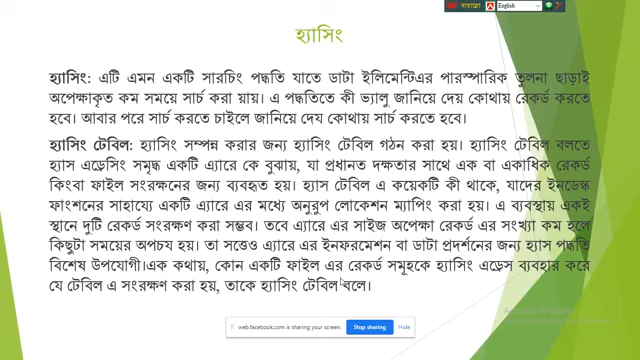 English
হ্যাসিং
হ্যাসিং: এটি এমন একটি সারচিং পদ্ধতি যাতে ডাটা ইলিমেন্টিএর পারস্পারিক তুলনা ছাড়াই
অপেক্ষাকৃত কম সময়ে সার্চ করা য়ায়। এ পদ্ধতিতে কী ভ্যালু জানিয়ে দেয় কোথায় রেকর্ড করতে
হবে। আবার পরে সার্চ করতে চাইলে জানিয়ে দেয কোথায় সার্চ করতে হবে।
হ্যাসিং টেবিল: হ্যাসিং সম্পন্ন করার জন্য হ্যাসিং টেবিল গঠন করা হয়। হ্যাসিং টেবিল বলতে
হ্যাস এড্রেসিং সমৃদ্ধ একটি এ্যারে কে বুঝায়, যা প্রধানত দক্ষতার সাথে এক বা একাধিক রেকর্ড
কিংবা ফাইল সংরক্ষনের জন্য ব্যবহৃত হয়। হ্যাস টেবিল এ কয়েকটি কী থাকে, যাদের ইনডেক্স
ফাংশনের সাহায্যে একটি এ্যারে এর মধ্যে অনুরুপ লোকেশন ম্যাপিং করা হয়। এ ব্যবস্থায় একই
স্থানে দুটি রেকর্ড সংরক্ষণ করা সম্ভব। তবে এ্যারে এর সাইজ অপেক্ষা রেকর্ড এর সংখ্যা কম হলে
কিছুটা সময়ের অপচয হয়। তা সত্তেও এ্যারে এর ইনফরমেশন বা ডাটা প্রদর্শনের জন্য হ্যাস পদ্ধতি
বিশেষ উপযোগী।এক কথায়, কোন একটি ফাইল এর রেকর্ড সমূহকে হ্যাসিং এড্রেস ব্যবহার করে
যে টেবিল এ সংরক্ষণ করা হয়, তাকে হ্যাসিং টেবিল বলে।
web.facebook.com is sharing your screen. Stop sharing Hide